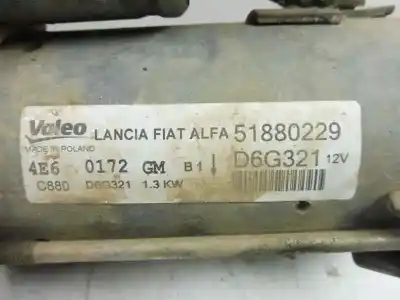 Valeo LANCIA FIAT ALFA 51880229
MADE IN POLAND
4E6 0172 GM B1 ↓ D6G321 12V
C880 D6G321 1.3 KW